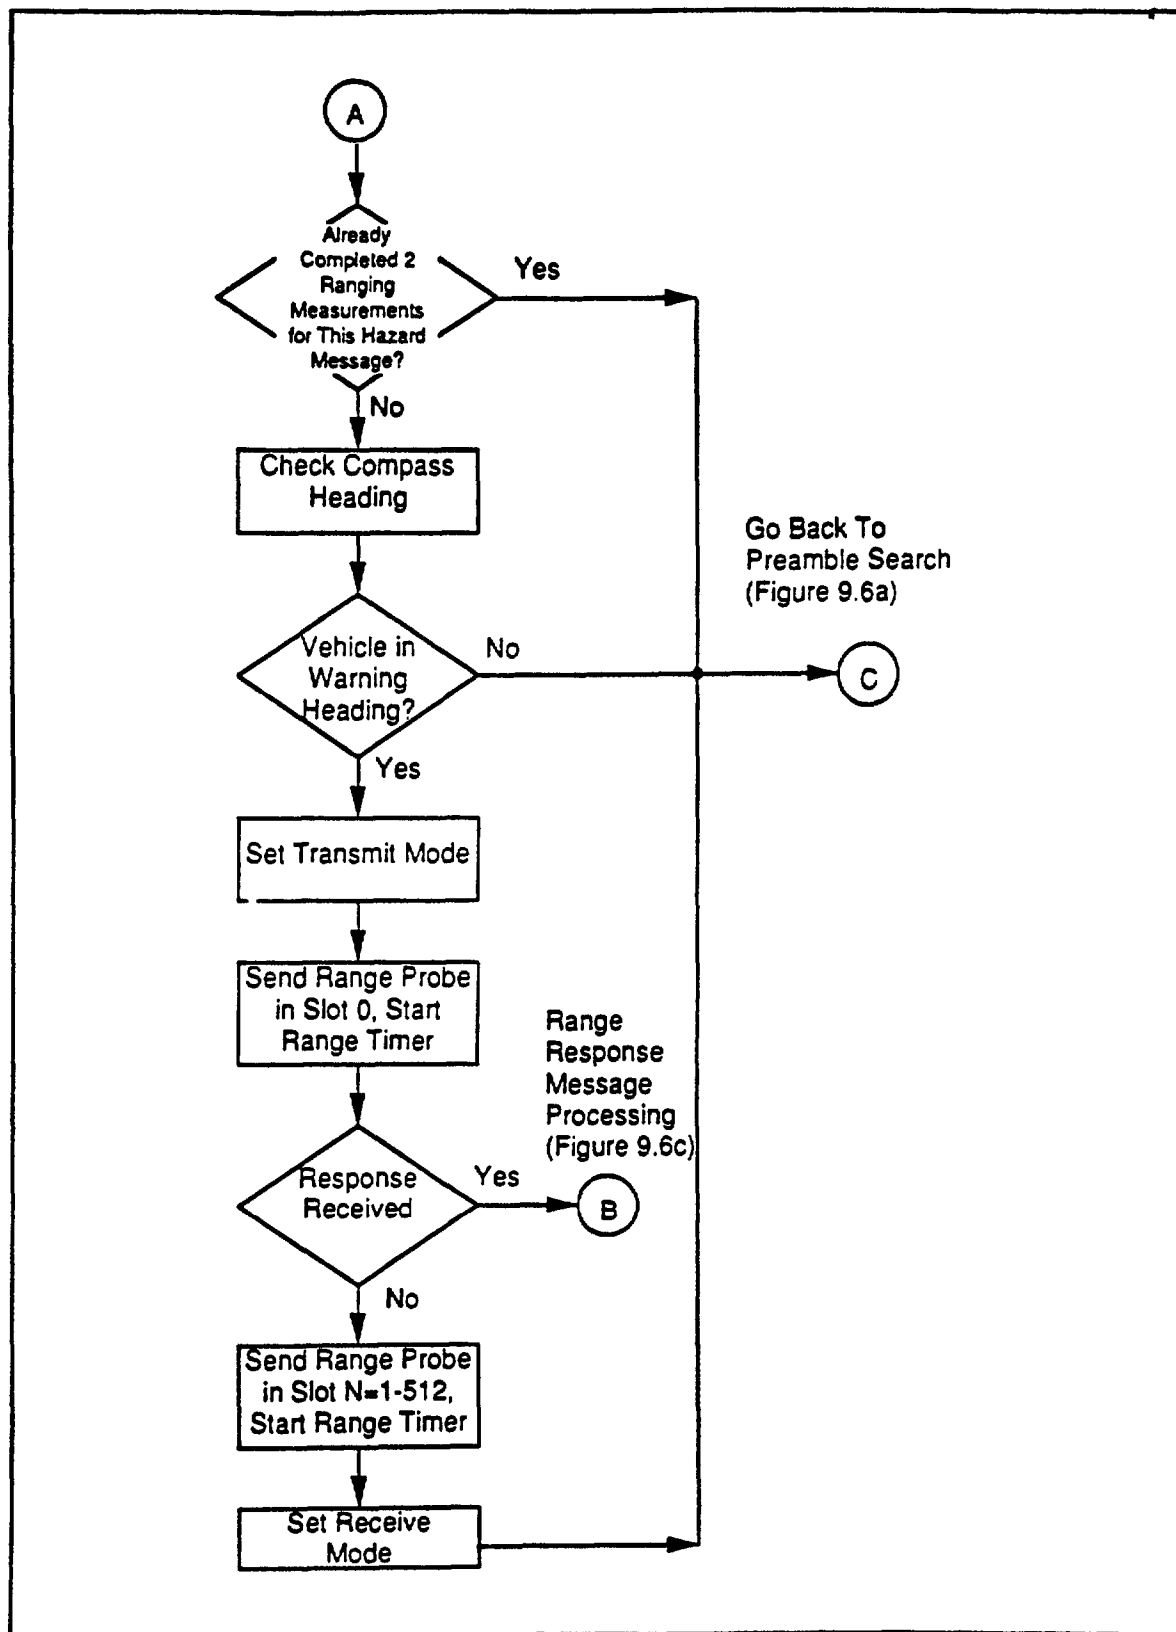 A
Already
Completed 2
Ranging
Measurements
for This Hazard
Message?
Yes
No
Check Compass
Heading
Go Back To
Preamble Search
(Figure 9.6a)
Vehicle in
Warning
Heading?
No
C
Yes
Set Transmit Mode
Send Range Probe
in Slot 0, Start
Range Timer
Range
Response
Message
Processing
(Figure 9.6c)
Response
Received
Yes
B
No
Send Range Probe
in Slot N=1-512,
Start Range Timer
Set Receive
Mode